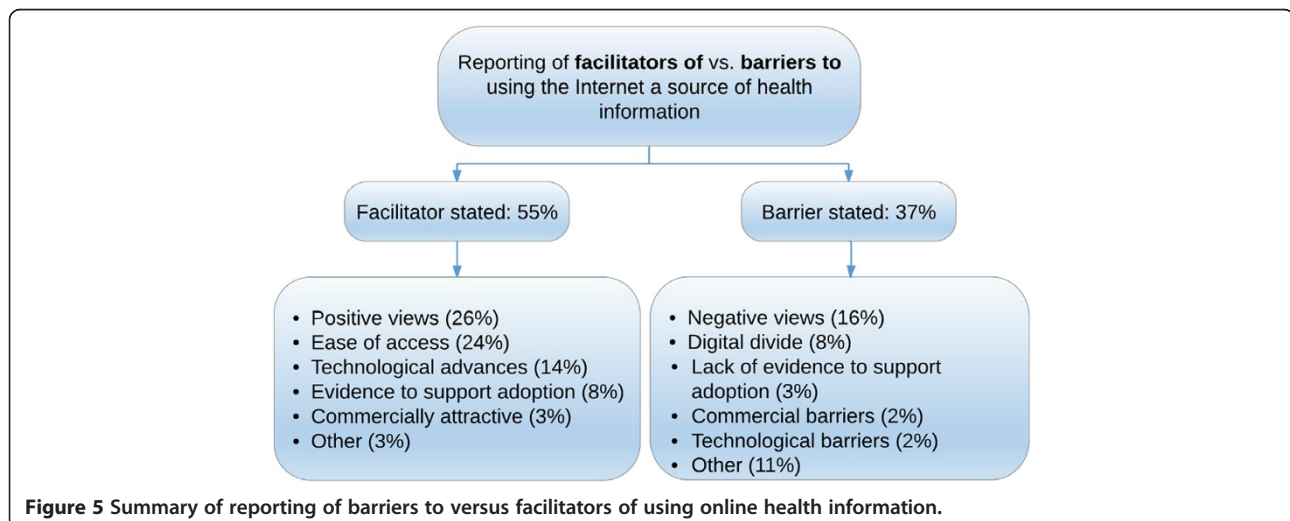 Reporting of facilitators of vs. barriers to
using the Internet a source of health
information
Facilitator stated: 55%
Barrier stated: 37%
• Positive views (26%)
• Ease of access (24%)
• Technological advances (14%)
• Evidence to support adoption (8%)
• Commercially attractive (3%)
• Other (3%)
• Negative views (16%)
• Digital divide (8%)
• Lack of evidence to support
adoption (3%)
• Commercial barriers (2%)
• Technological barriers (2%)
• Other (11%)
Figure 5 Summary of reporting of barriers to versus facilitators of using online health information.